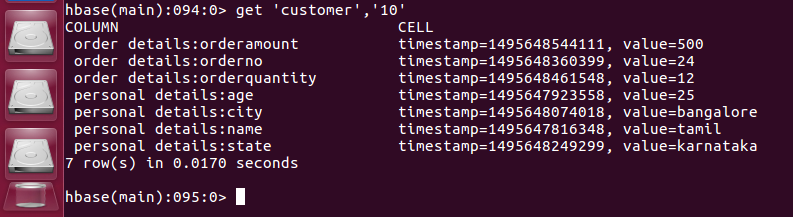 hbase(main):094:0> get 'customer','10'
COLUMN CELL
order details:orderamount timestamp=1495648544111, value=500
order details:orderno timestamp=1495648360399, value=24
order details:orderquantity timestamp=1495648461548, value=12
personal details:age timestamp=1495647923558, value=25
personal details:city timestamp=1495648074018, value=bangalore
personal details:name timestamp=1495647816348, value=tamil
personal details:state timestamp=1495648249299, value=karnataka
7 row(s) in 0.0170 seconds
hbase(main):095:0>